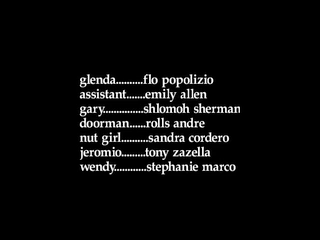 glenda..........flo popolizio
assistant.......emily allen
gary...............shlomoh sherman
doorman......rolls andre
nut girl..........sandra cordero
jeromio.........tony zazella
wendy............stephanie marco